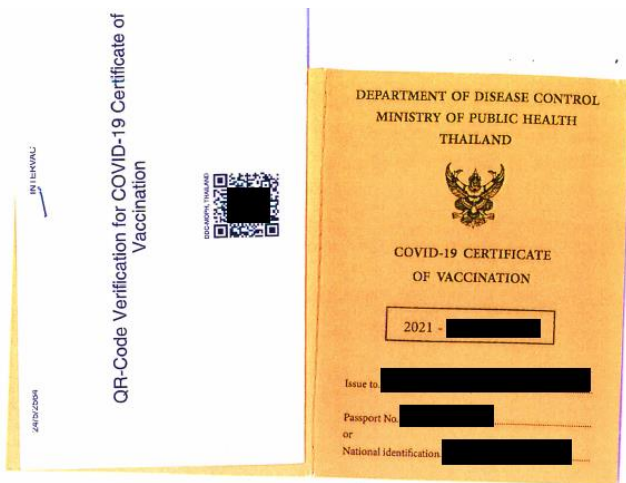 INTERVAC
QR-Code Verification for COVID-19 Certificate of
Vaccination
DDC-MOPH, THAILAND
24/5/2564
DEPARTMENT OF DISEASE CONTROL
MINISTRY OF PUBLIC HEALTH
THAILAND
COVID-19 CERTIFICATE
OF VACCINATION
2021 -
Issue to
Passport No.
or
National identification